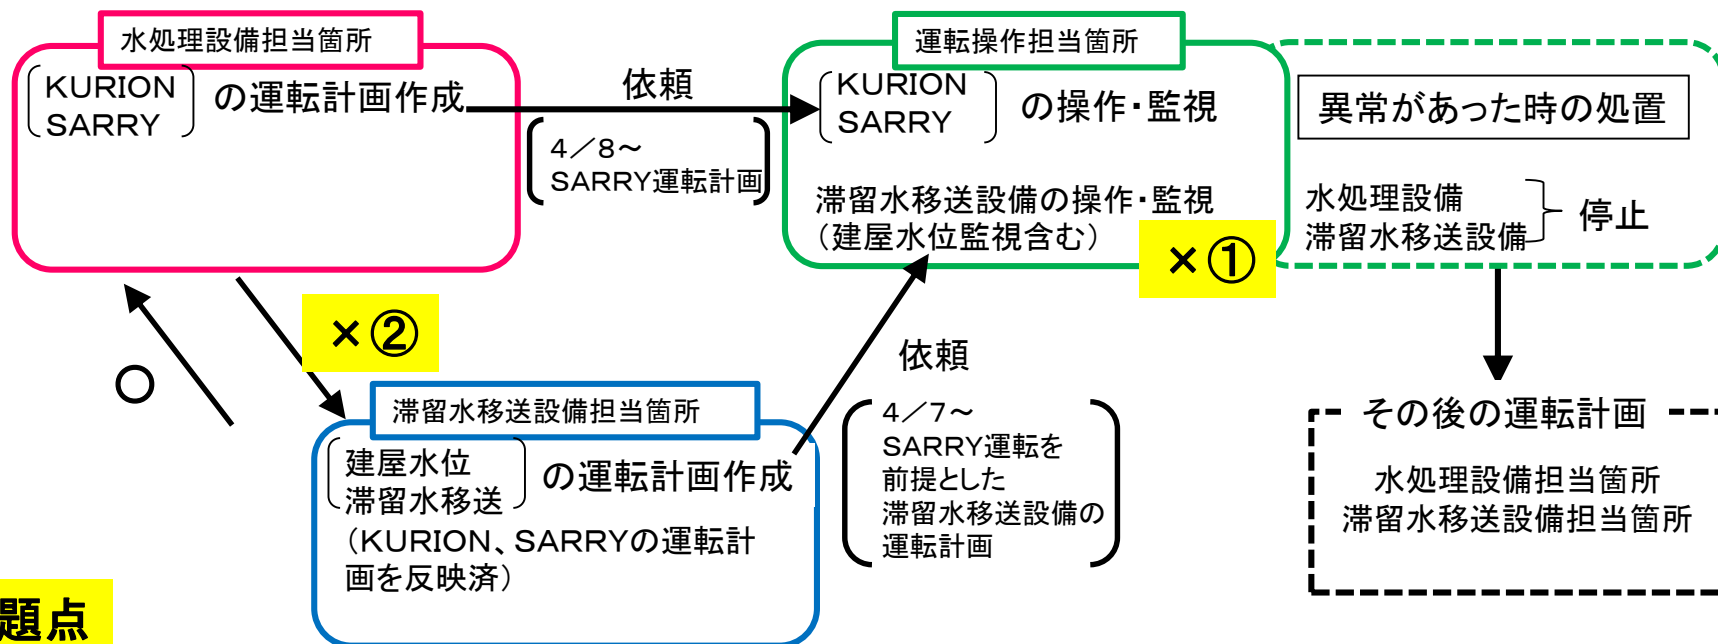 水処理設備担当箇所
KURION
SARRY
の運転計画作成
依頼
4／8～
SARRY運転計画
運転操作担当箇所
KURION
SARRY
の操作・監視
滞留水移送設備の操作・監視
（建屋水位監視含む）
×①
異常があった時の処置
水処理設備
滞留水移送設備
停止
×②
○
滞留水移送設備担当箇所
建屋水位
滞留水移送
の運転計画作成
（KURION、SARRYの運転計
画を反映済）
依頼
4／7～
SARRY運転を
前提とした
滞留水移送設備の
運転計画
その後の運転計画
水処理設備担当箇所
滞留水移送設備担当箇所
題点